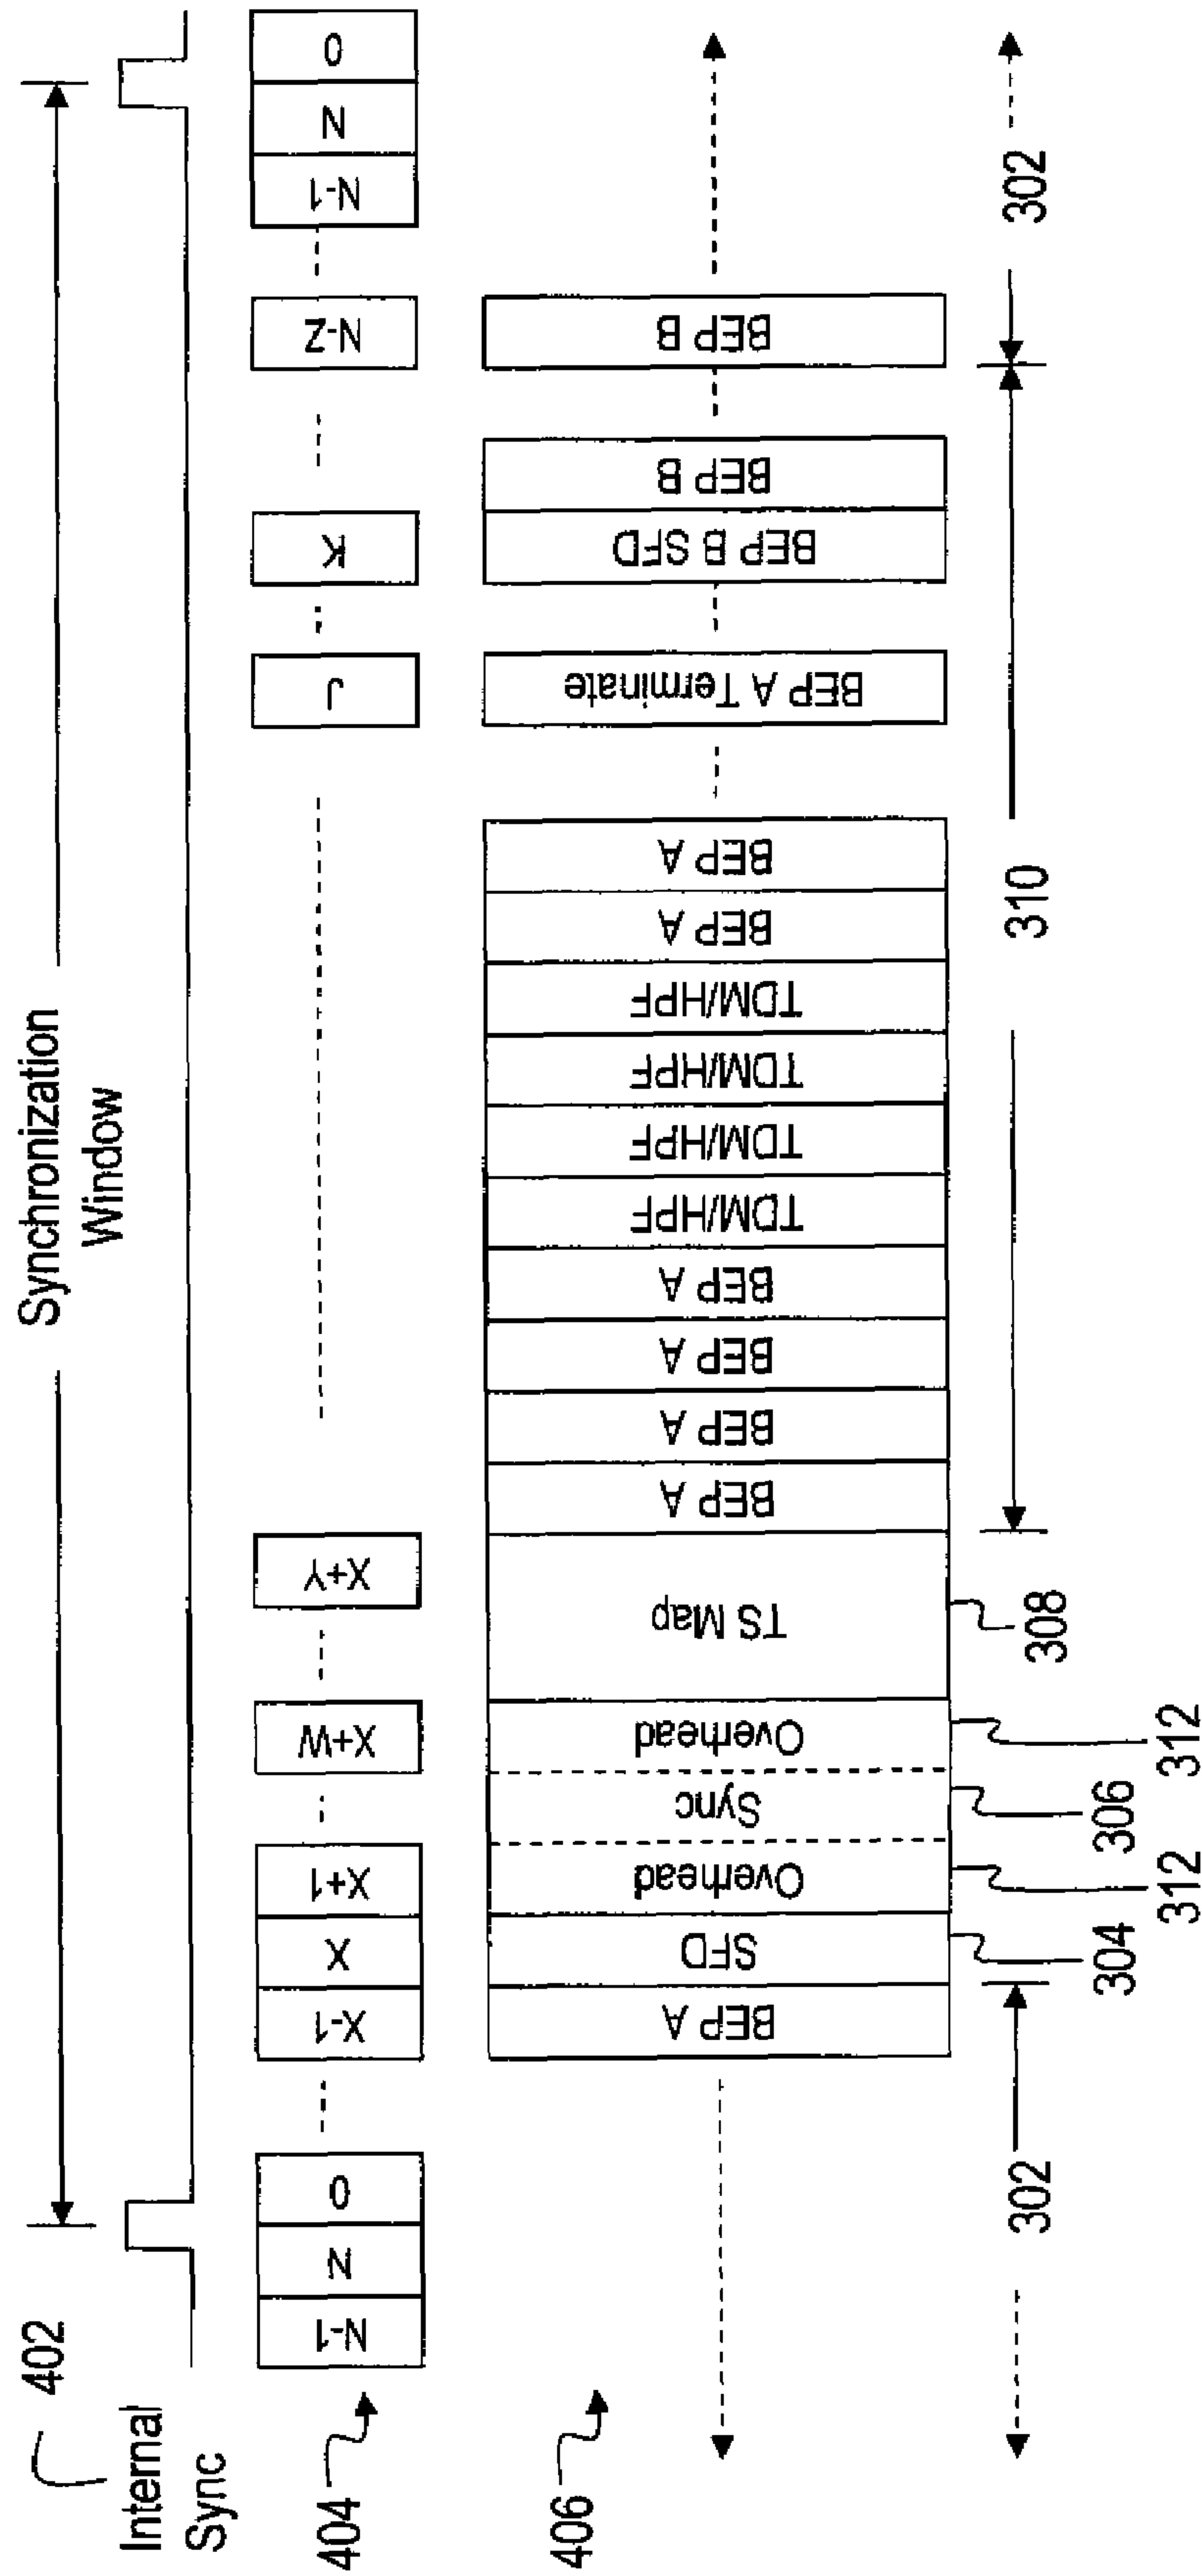 Synchronization
Window
402
Internal
Sync
404
N-1
N
0
X-1
X
X+1
X+W
X+Y
J
K
N-Z
N-1
N
0
406
BEP A
SFD
Overhead
Sync
Overhead
TS Map
BEP A
BEP A
BEP A
BEP A
TDM/HPF
TDM/HPF
TDM/HPF
TDM/HPF
BEP A
BEP A
BEP A Terminate
BEP B SFD
BEP B
BEP B
302
304
312
306
312
308
310
302